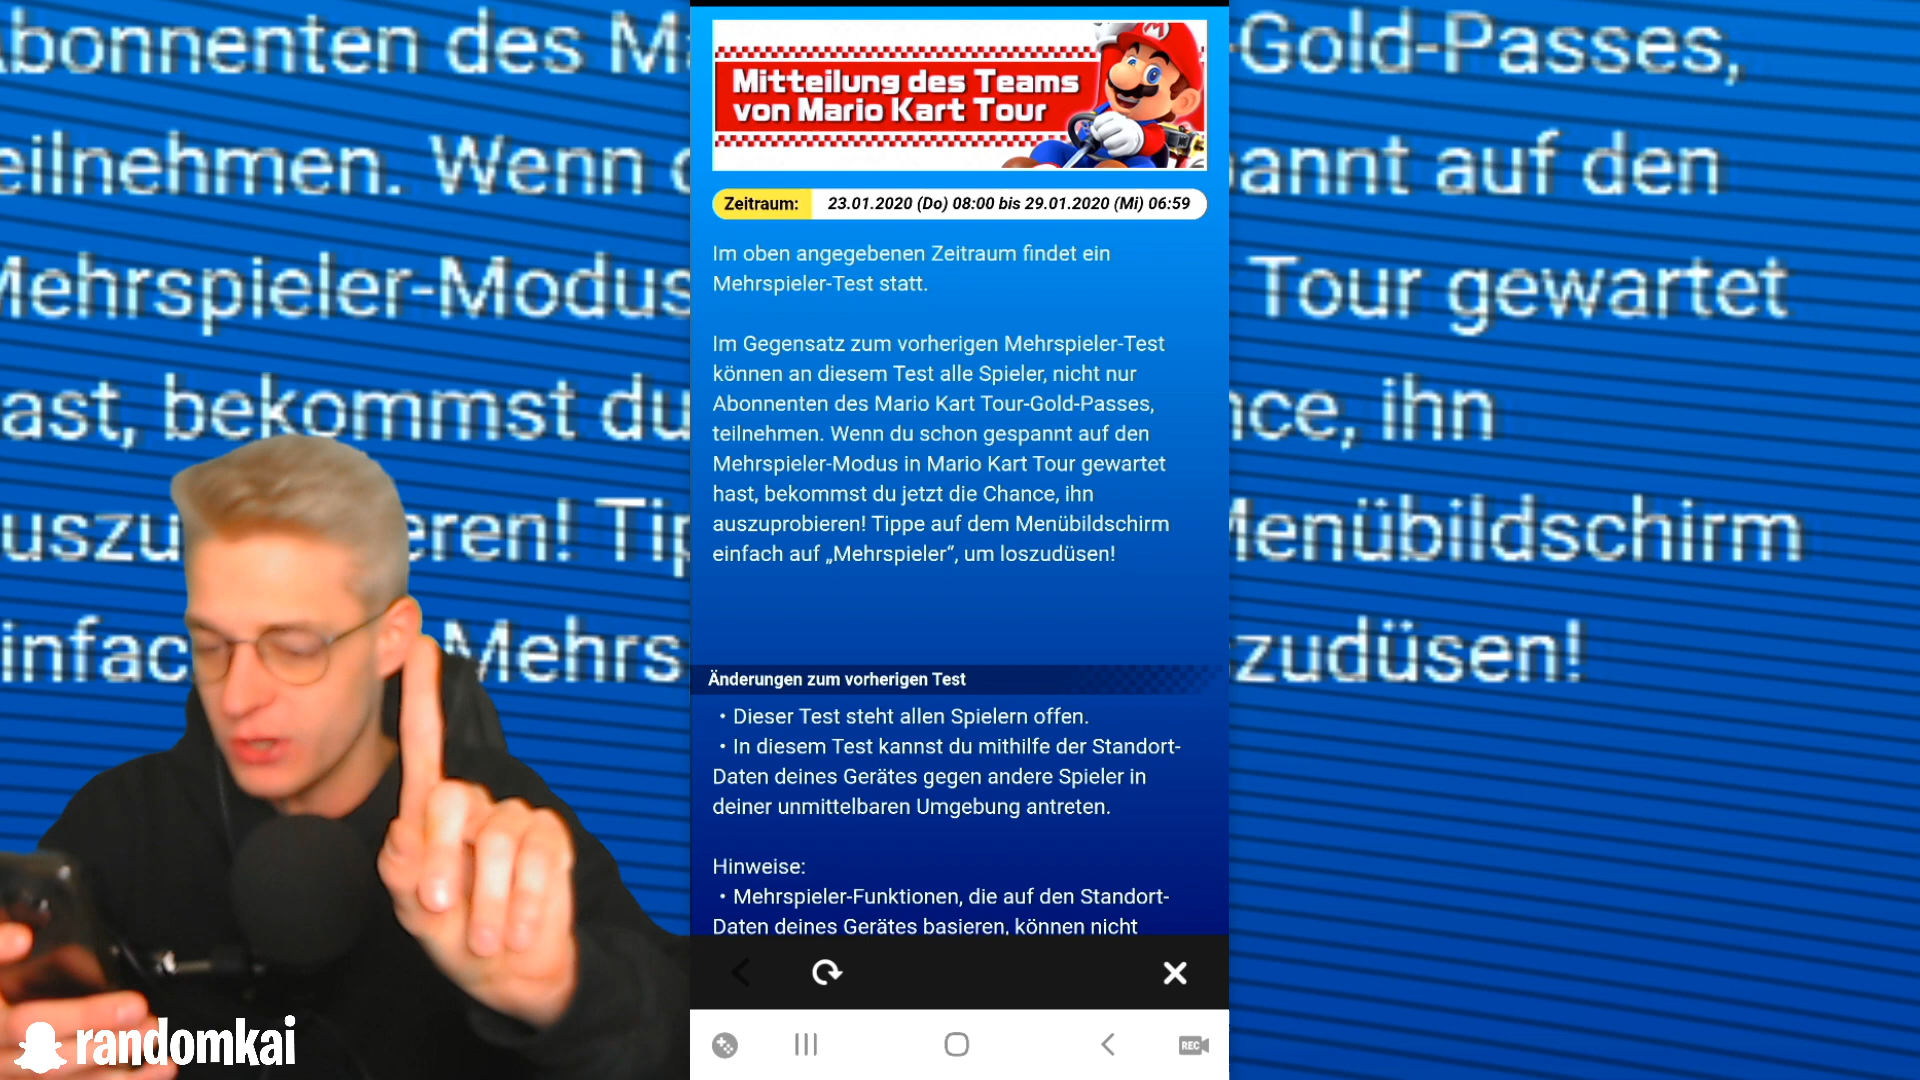 Mitteilung des Teams
von Mario Kart Tour
Zeitraum: 23.01.2020 (Do) 08:00 bis 29.01.2020 (Mi) 06:59
Im oben angegebenen Zeitraum findet ein
Mehrspieler-Test statt.
Im Gegensatz zum vorherigen Mehrspieler-Test
können an diesem Test alle Spieler, nicht nur
Abonnenten des Mario Kart Tour-Gold-Passes,
teilnehmen. Wenn du schon gespannt auf den
Mehrspieler-Modus in Mario Kart Tour gewartet
hast, bekommst du jetzt die Chance, ihn
auszuprobieren! Tippe auf dem Menübildschirm
einfach auf „Mehrspieler“, um loszudüsen!
Änderungen zum vorherigen Test
• Dieser Test steht allen Spielern offen.
• In diesem Test kannst du mithilfe der Standort-
Daten deines Gerätes gegen andere Spieler in
deiner unmittelbaren Umgebung antreten.
Hinweise:
• Mehrspieler-Funktionen, die auf den Standort-
Daten deines Gerätes basieren, können nicht
REC
bonnenten des M
-Gold-Passes,
eilnehmen. Wenn
annt auf den
Mehrspieler-Modus
Tour gewartet
ast, bekommst du
nce, ihn
uszu
eren! Tip
Menübildschirm
infac
Mehrs
zudüsen!
randomkai